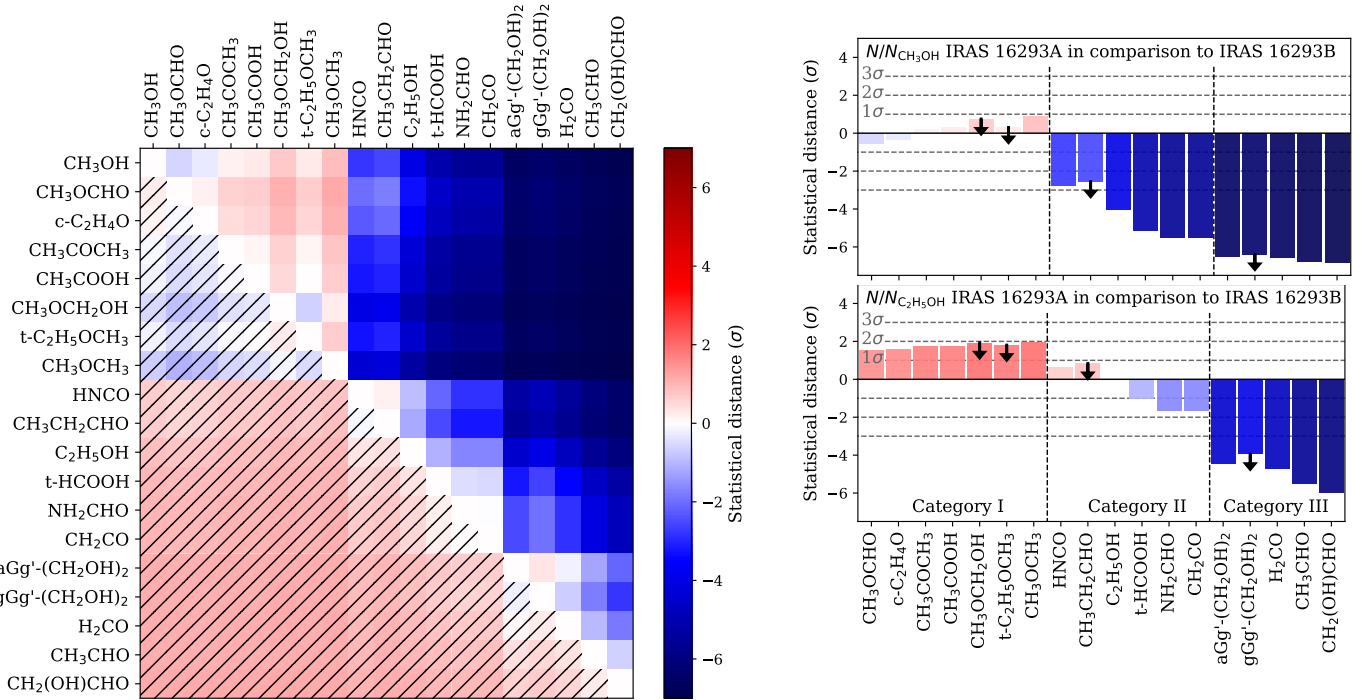 CH₃OH
CH₃OCHO
c-C₂H₄O
CH₃COCH₃
CH₃COOH
CH₃OCH₂OH
t-C₂H₅OCH₃
CH₃OCH₃
HNCO
CH₃CH₂CHO
C₂H₅OH
t-HCOOH
NH₂CHO
CH₂CO
aGg'-(CH₂OH)₂
gGg'-(CH₂OH)₂
H₂CO
CH₃CHO
CH₂(OH)CHO
CH₃OH
CH₃OCHO
c-C₂H₄O
CH₃COCH₃
CH₃COOH
CH₃OCH₂OH
t-C₂H₅OCH₃
CH₃OCH₃
HNCO
CH₃CH₂CHO
C₂H₅OH
t-HCOOH
NH₂CHO
CH₂CO
aGg'-(CH₂OH)₂
gGg'-(CH₂OH)₂
H₂CO
CH₃CHO
CH₂(OH)CHO
6
4
2
0
−2
−4
−6
Statistical distance (σ)
N/N_CH₃OH IRAS 16293A in comparison to IRAS 16293B
3σ
2σ
1σ
4
2
0
−2
−4
−6
Statistical distance (σ)
N/N_C₂H₅OH IRAS 16293A in comparison to IRAS 16293B
3σ
2σ
1σ
4
2
0
−2
−4
−6
Statistical distance (σ)
Category I
Category II
Category III
CH₃OCHO
c-C₂H₄O
CH₃COCH₃
CH₃COOH
CH₃OCH₂OH
t-C₂H₅OCH₃
CH₃OCH₃
HNCO
CH₃CH₂CHO
C₂H₅OH
t-HCOOH
NH₂CHO
CH₂CO
aGg'-(CH₂OH)₂
gGg'-(CH₂OH)₂
H₂CO
CH₃CHO
CH₂(OH)CHO